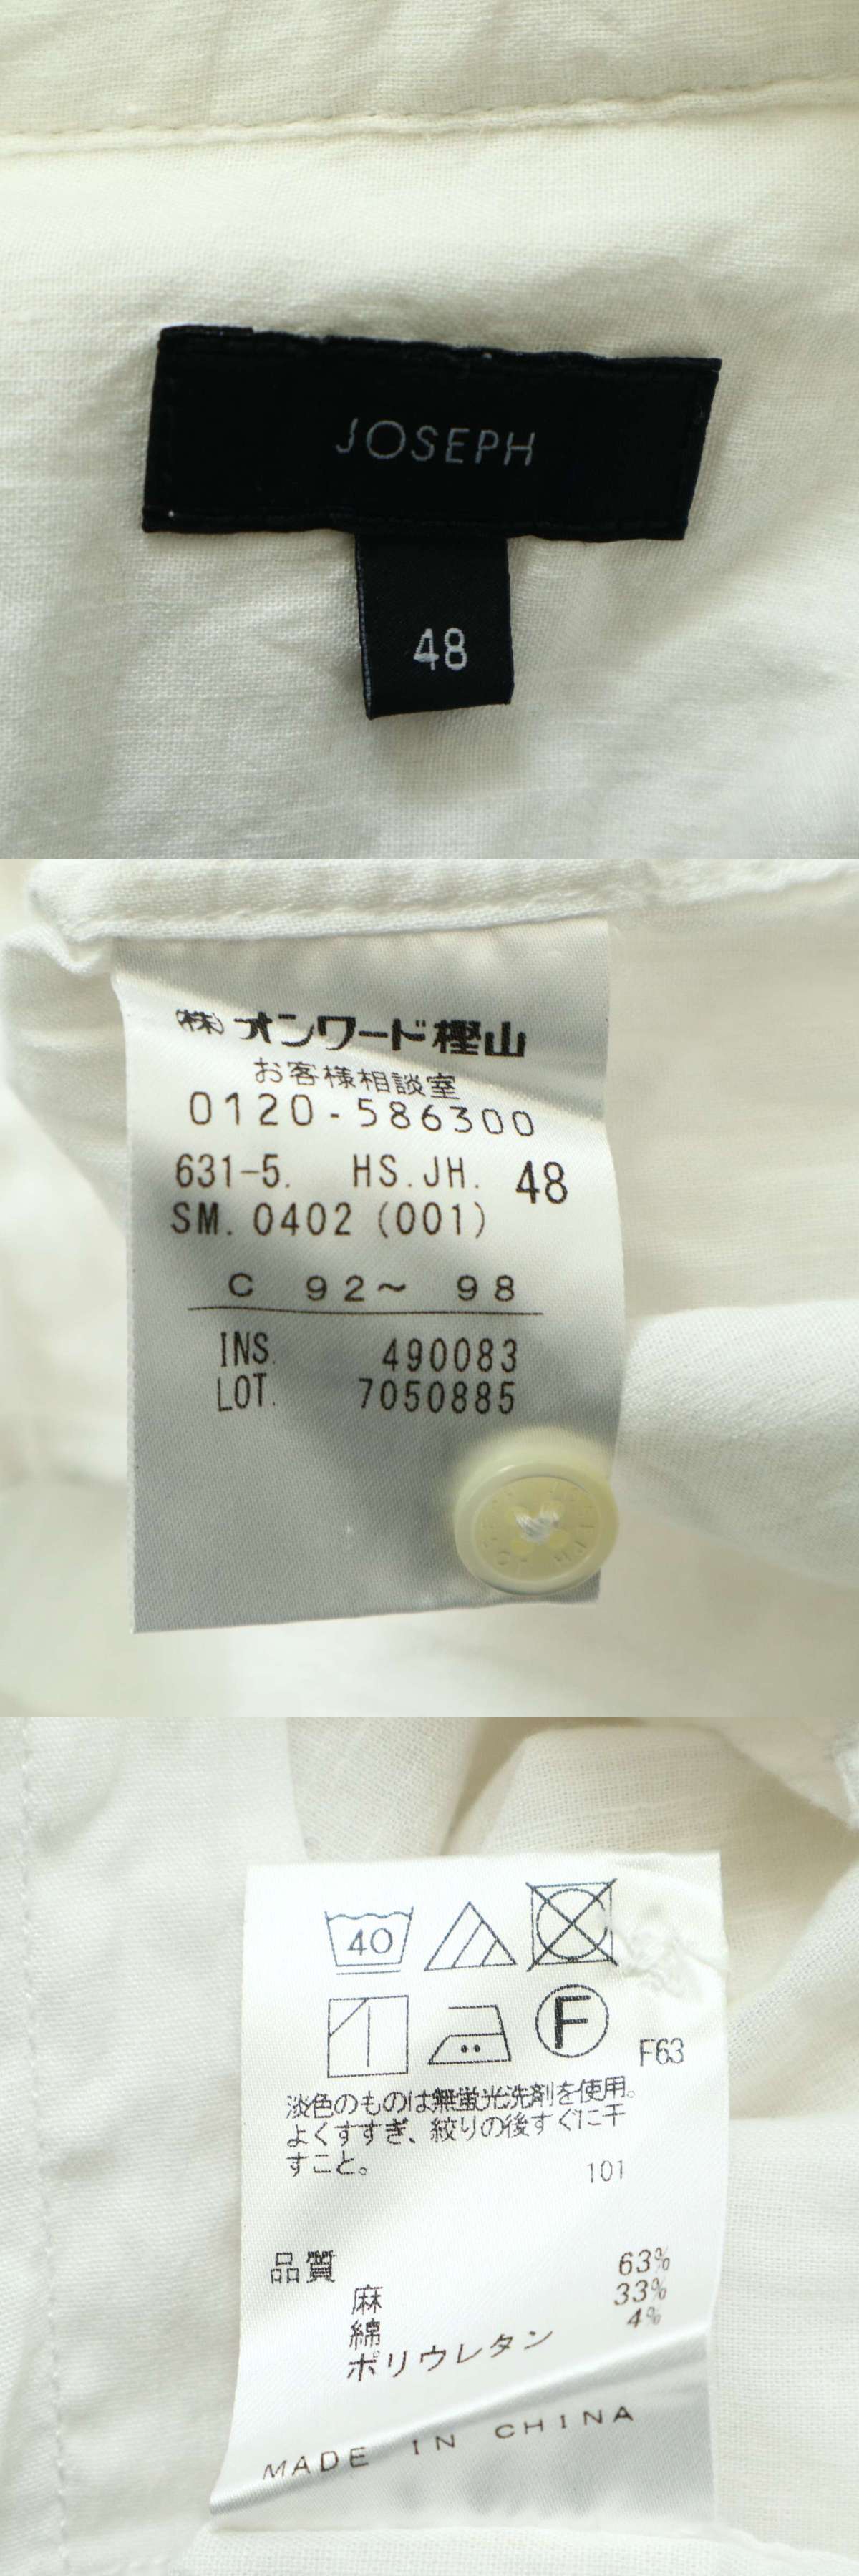 JOSEPH
48
㈱オンワード樫山
お客様相談室
0120-586300
631-5. HS.JH. 48
SM.0402(001)
C 92~ 98
INS. 490083
LOT. 7050885
40
F
F63
淡色のものは無蛍光洗剤を使用。
よくすすぎ、絞りの後すぐに干
すこと。
101
品質
麻 63%
綿 33%
ポリウレタン 4%
MADE IN CHINA